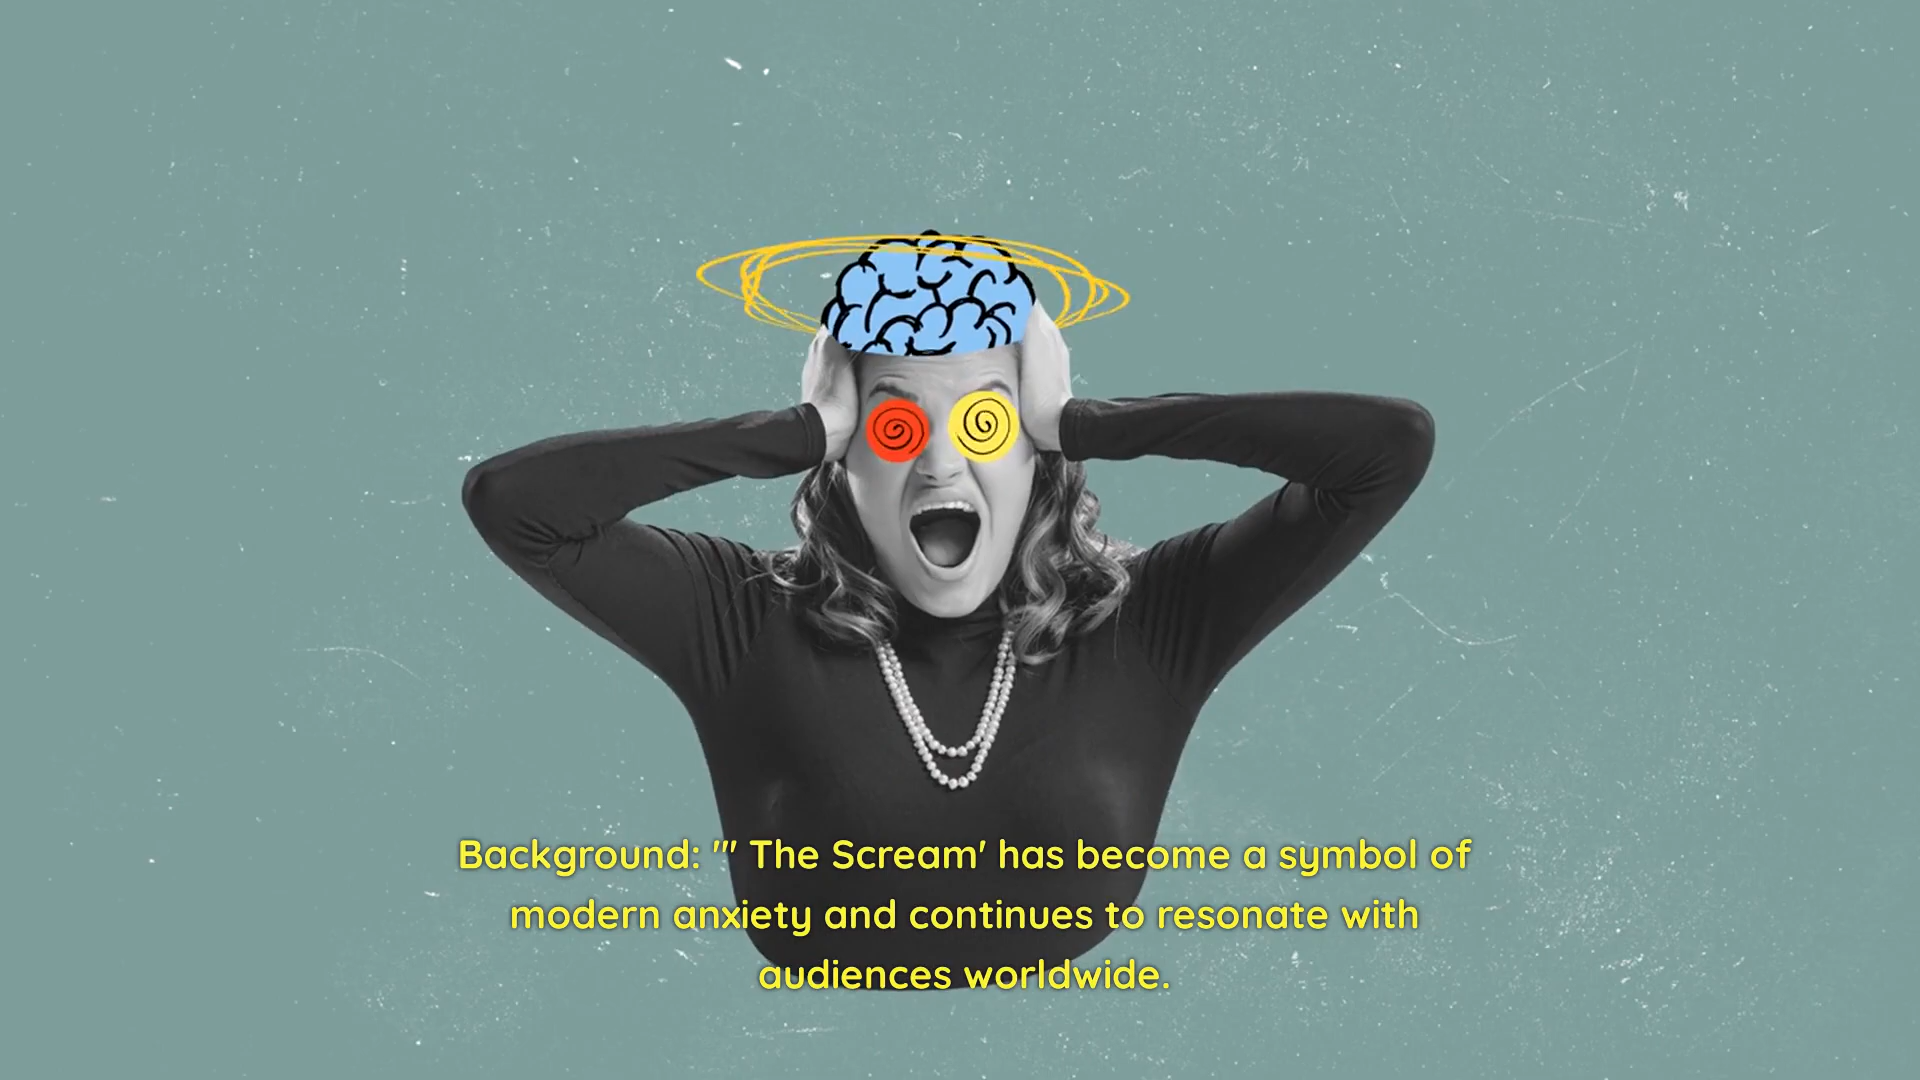 Background: "' The Scream' has become a symbol of
modern anxiety and continues to resonate with
audiences worldwide.